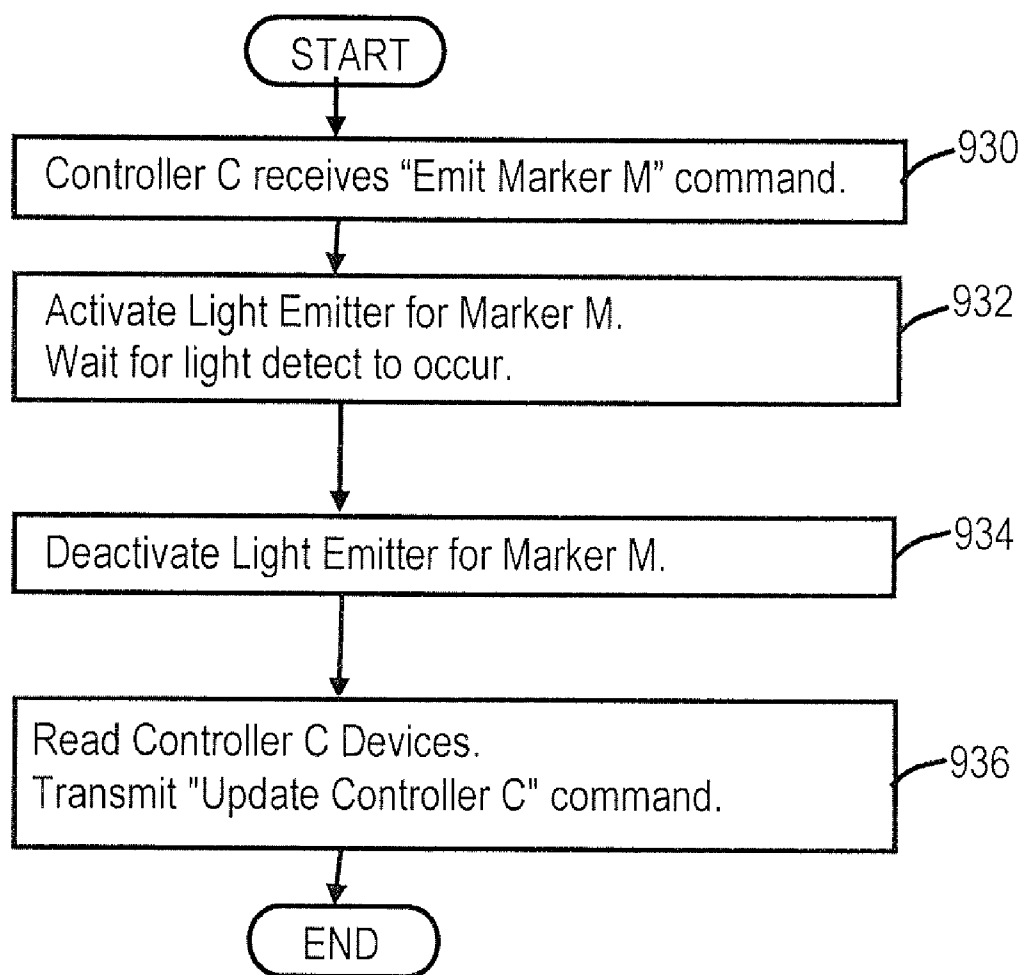 START
930
Controller C receives “Emit Marker M” command.
932
Activate Light Emitter for Marker M.
Wait for light detect to occur.
934
Deactivate Light Emitter for Marker M.
Read Controller C Devices.
936
Transmit "Update Controller C" command.
END